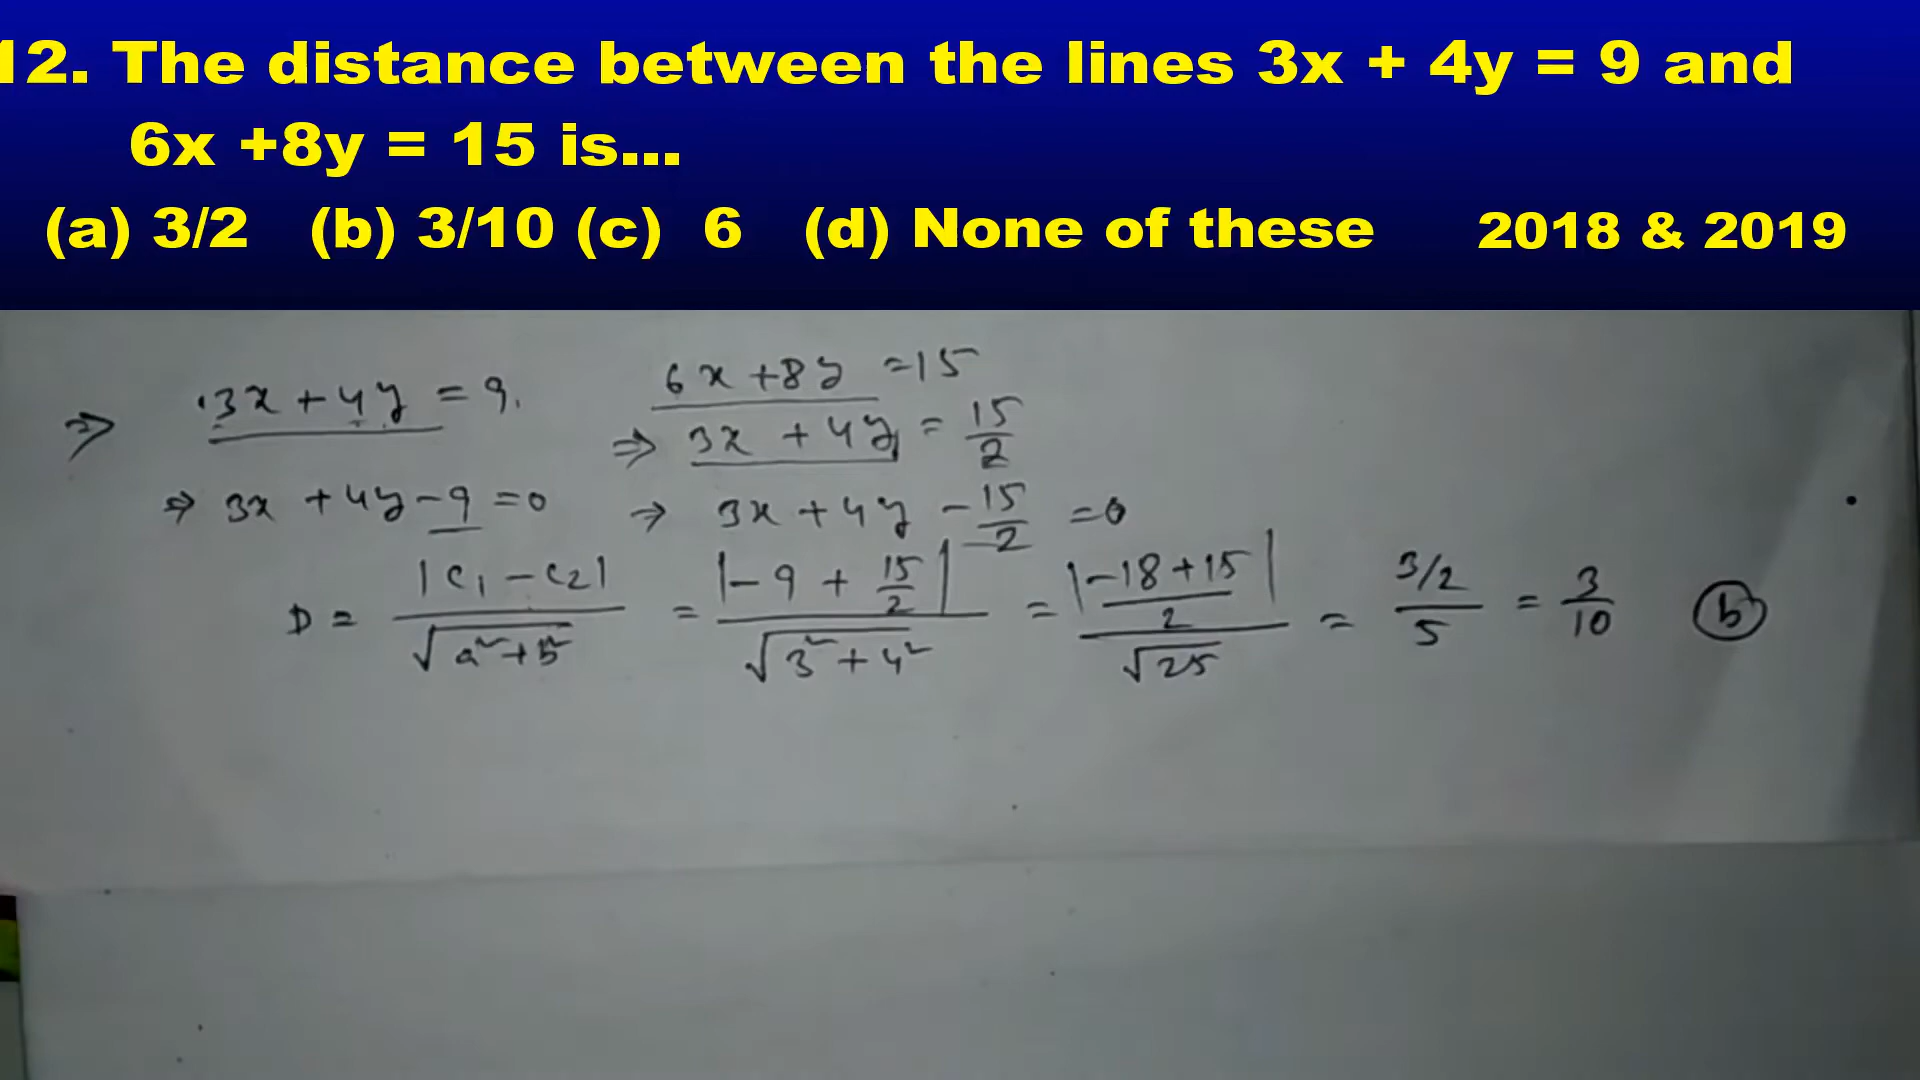 12. The distance between the lines 3x + 4y = 9 and
6x +8y = 15 is...
(a) 3/2 (b) 3/10 (c) 6 (d) None of these 2018 & 2019
⇒ 3x + 4y = 9. 6x + 8y = 15
⇒ 3x + 4y = 15/2
⇒ 3x + 4y - 9 = 0 → 3x + 4y - 15/2 = 0
D = |c₁ - c₂| / √(a² + b²) = |-9 + 15/2| / √(3² + 4²) = |(-18 + 15)/2| / √25 = (3/2)/5 = 3/10 (b)